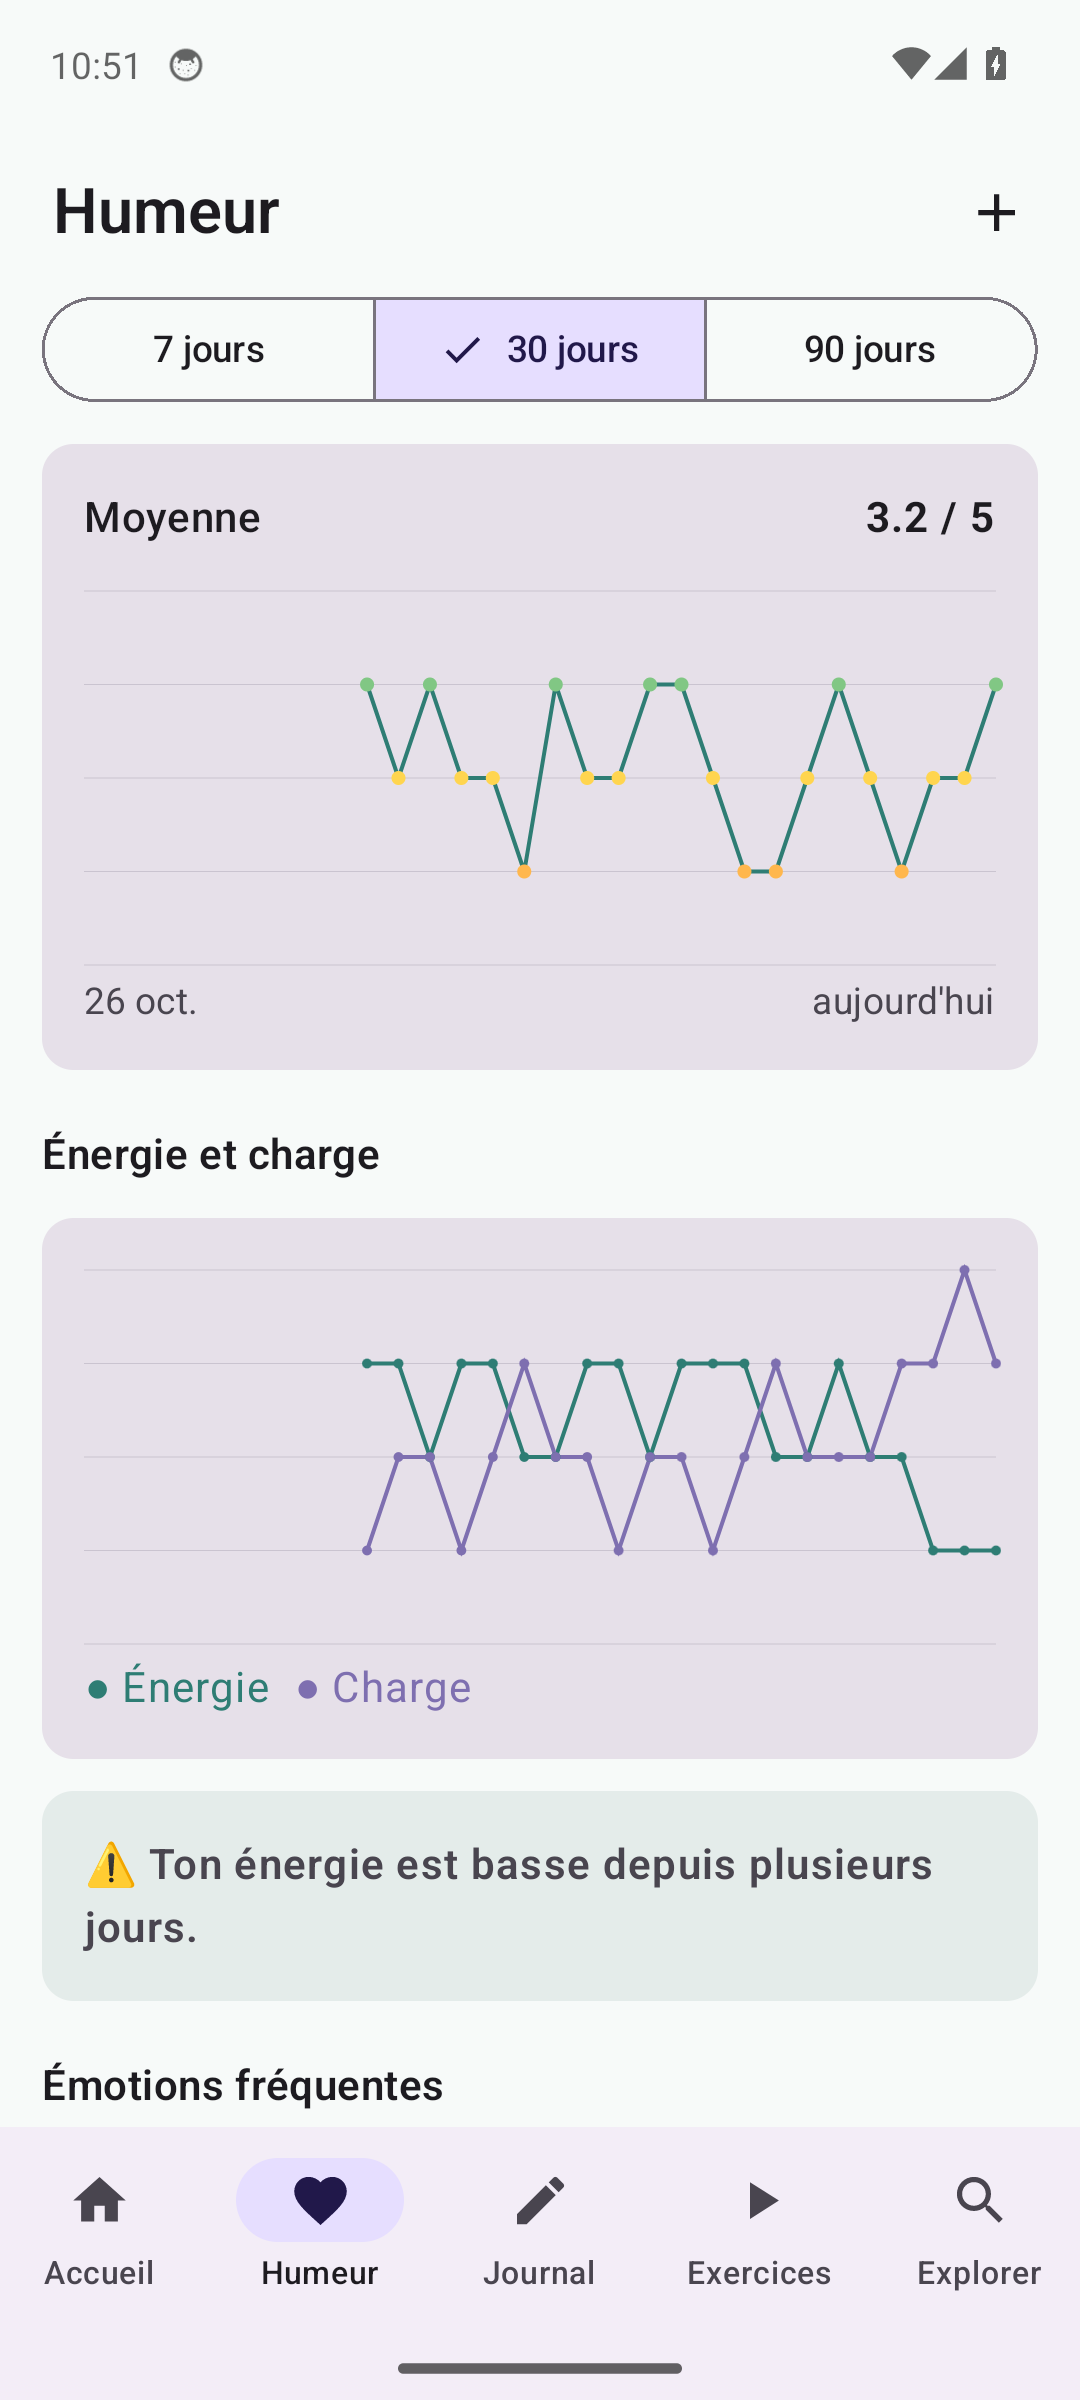 10:51
Humeur
7 jours
30 jours
90 jours
Moyenne
3.2 / 5
26 oct.
aujourd'hui
Énergie et charge
Énergie
Charge
⚠️ Ton énergie est basse depuis plusieurs
jours.
Émotions fréquentes
Accueil
Humeur
Journal
Exercices
Explorer